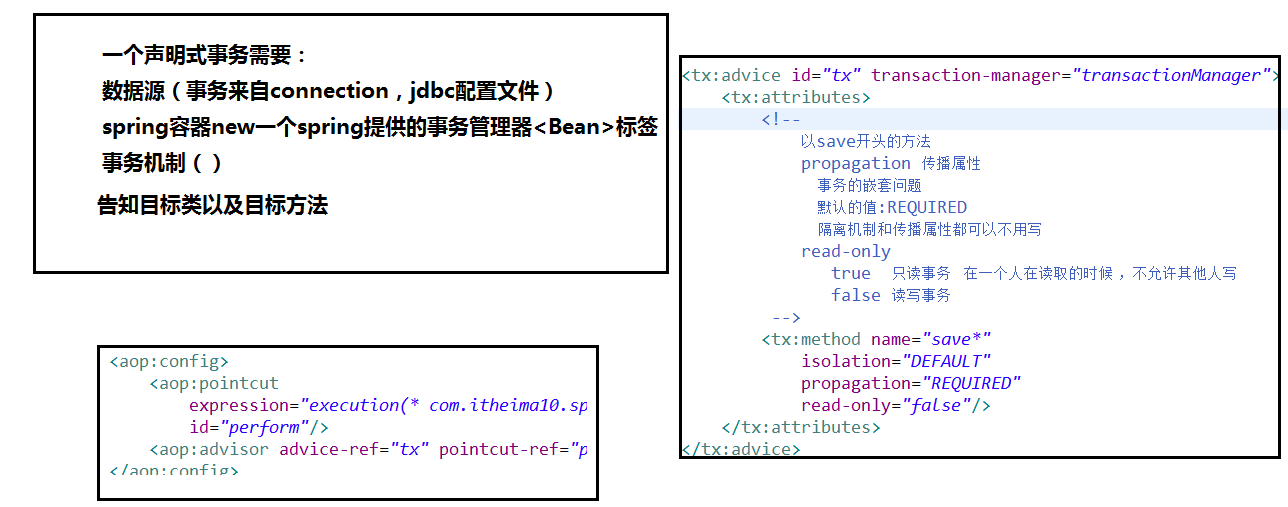 一个声明式事务需要：
数据源（事务来自connection，jdbc配置文件）
spring容器new一个spring提供的事务管理器<Bean>标签
事务机制（ ）
告知目标类以及目标方法
<tx:advice id="tx" transaction-manager="transactionManager">
<tx:attributes>
<!--
以save开头的方法
propagation 传播属性
事务的嵌套问题
默认的值:REQUIRED
隔离机制和传播属性都可以不用写
read-only
true 只读事务 在一个人在读取的时候 ，不允许其他人写
false 读写事务
-->
<tx:method name="save*"
isolation="DEFAULT"
propagation="REQUIRED"
read-only="false"/>
</tx:attributes>
</tx:advice>
<aop:config>
<aop:pointcut
expression="execution(* com.itheima10.sp
id="perform"/>
<aop:advisor advice-ref="tx" pointcut-ref="p
</aop:config>